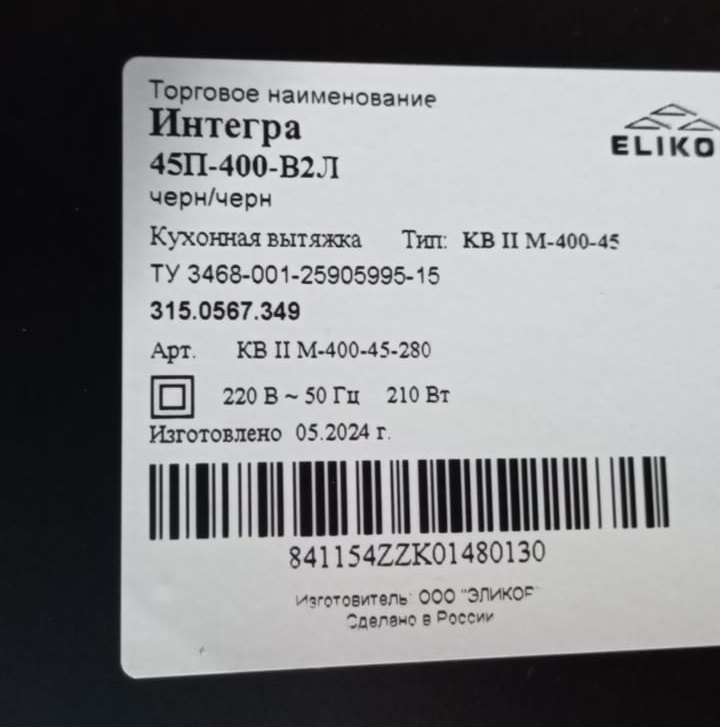 Торговое наименование
Интегра
ELIKO
45П-400-В2Л
черн/черн
Кухонная вытяжка Тип: КВ II М-400-45
ТУ 3468-001-25905995-15
315.0567.349
Арт. КВ II М-400-45-280
220 В ~ 50 Гц 210 Вт
Изготовлено 05.2024 г.
841154ZZK01480130
Изготовитель: ООО "ЭЛИКОР"
Сделано в России